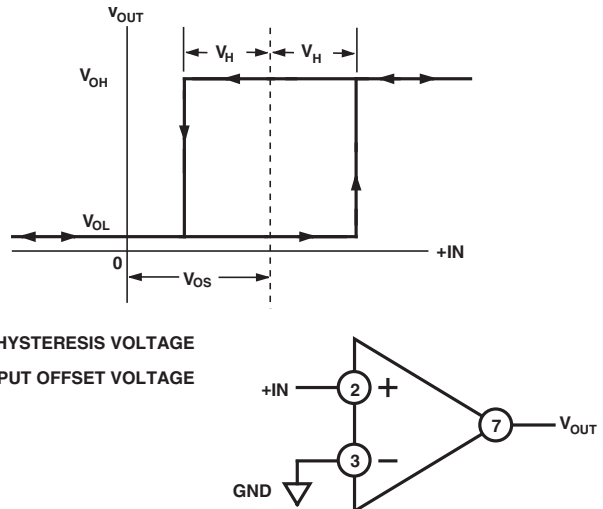 VOUT
VH VH
VOH
VOL
0
+IN
VOS
HYSTERESIS VOLTAGE
PUT OFFSET VOLTAGE
+IN 2 + 7 VOUT
3 −
GND